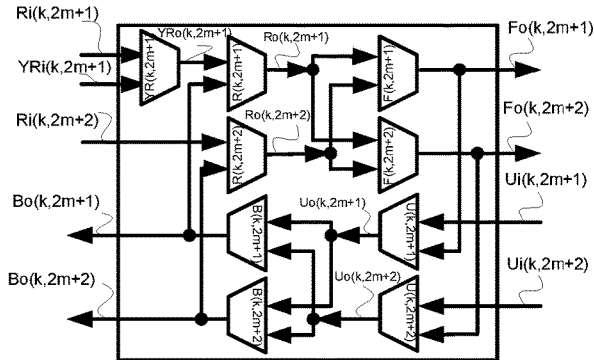 Ri(k,2m+1)
YRo(k,2m+1)
Ro(k,2m+1)
Fo(k,2m+1)
YRi(k,2m+1)
YR(k,2m+1)
R(k,2m+1)
F(k,2m+1)
Ri(k,2m+2)
Ro(k,2m+2)
Fo(k,2m+2)
R(k,2m+2)
F(k,2m+2)
Bo(k,2m+1)
Uo(k,2m+1)
Ui(k,2m+1)
B(k,2m+1)
U(k,2m+1)
Bo(k,2m+2)
Uo(k,2m+2)
Ui(k,2m+2)
B(k,2m+2)
U(k,2m+2)